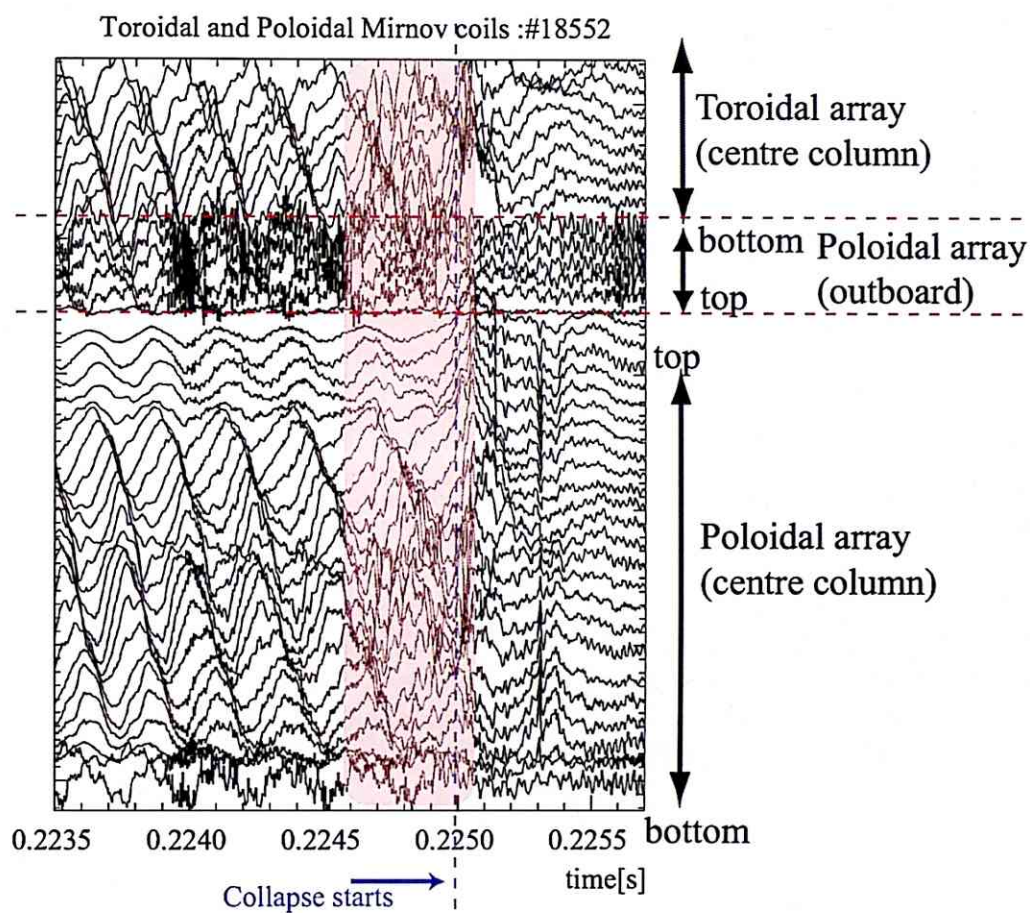 Toroidal and Poloidal Mirnov coils :#18552
Toroidal array
(centre column)
bottom
Poloidal array
(outboard)
top
top
Poloidal array
(centre column)
bottom
0.2235
0.2240
0.2245
0.2250
0.2255
time[s]
Collapse starts